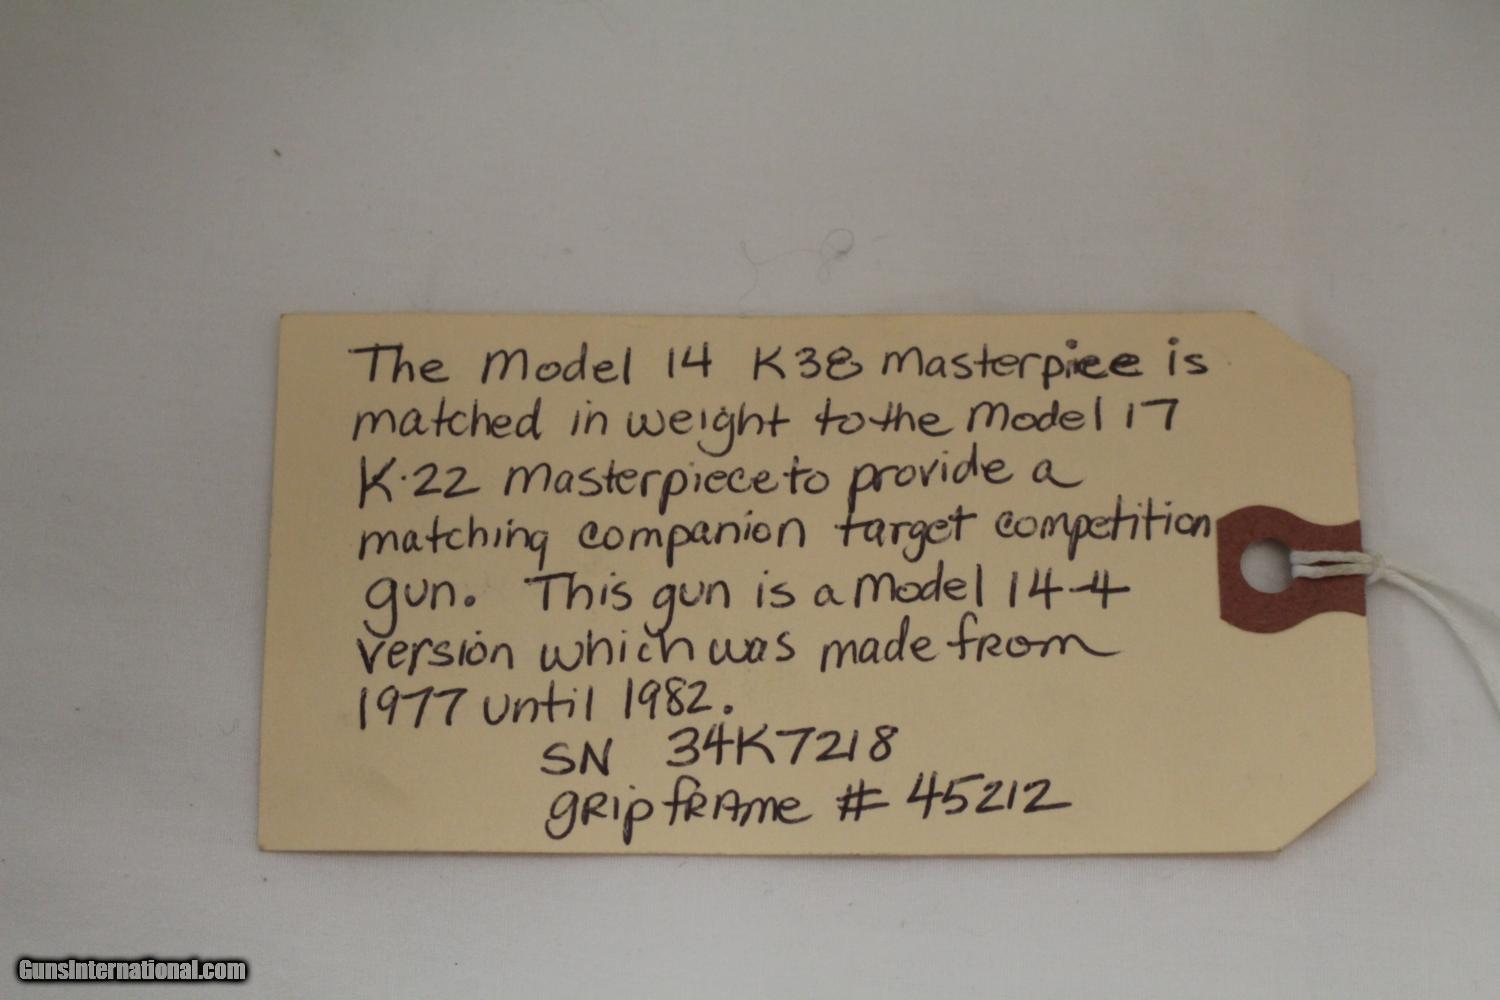 The Model 14 K38 Masterpiece is
matched in weight to the Model 17
K-22 Masterpiece to provide a
matching companion target competition
gun. This gun is a Model 14-4
version which was made from
1977 until 1982.
SN 34K7218
grip frame # 45212
GunsInternational.com